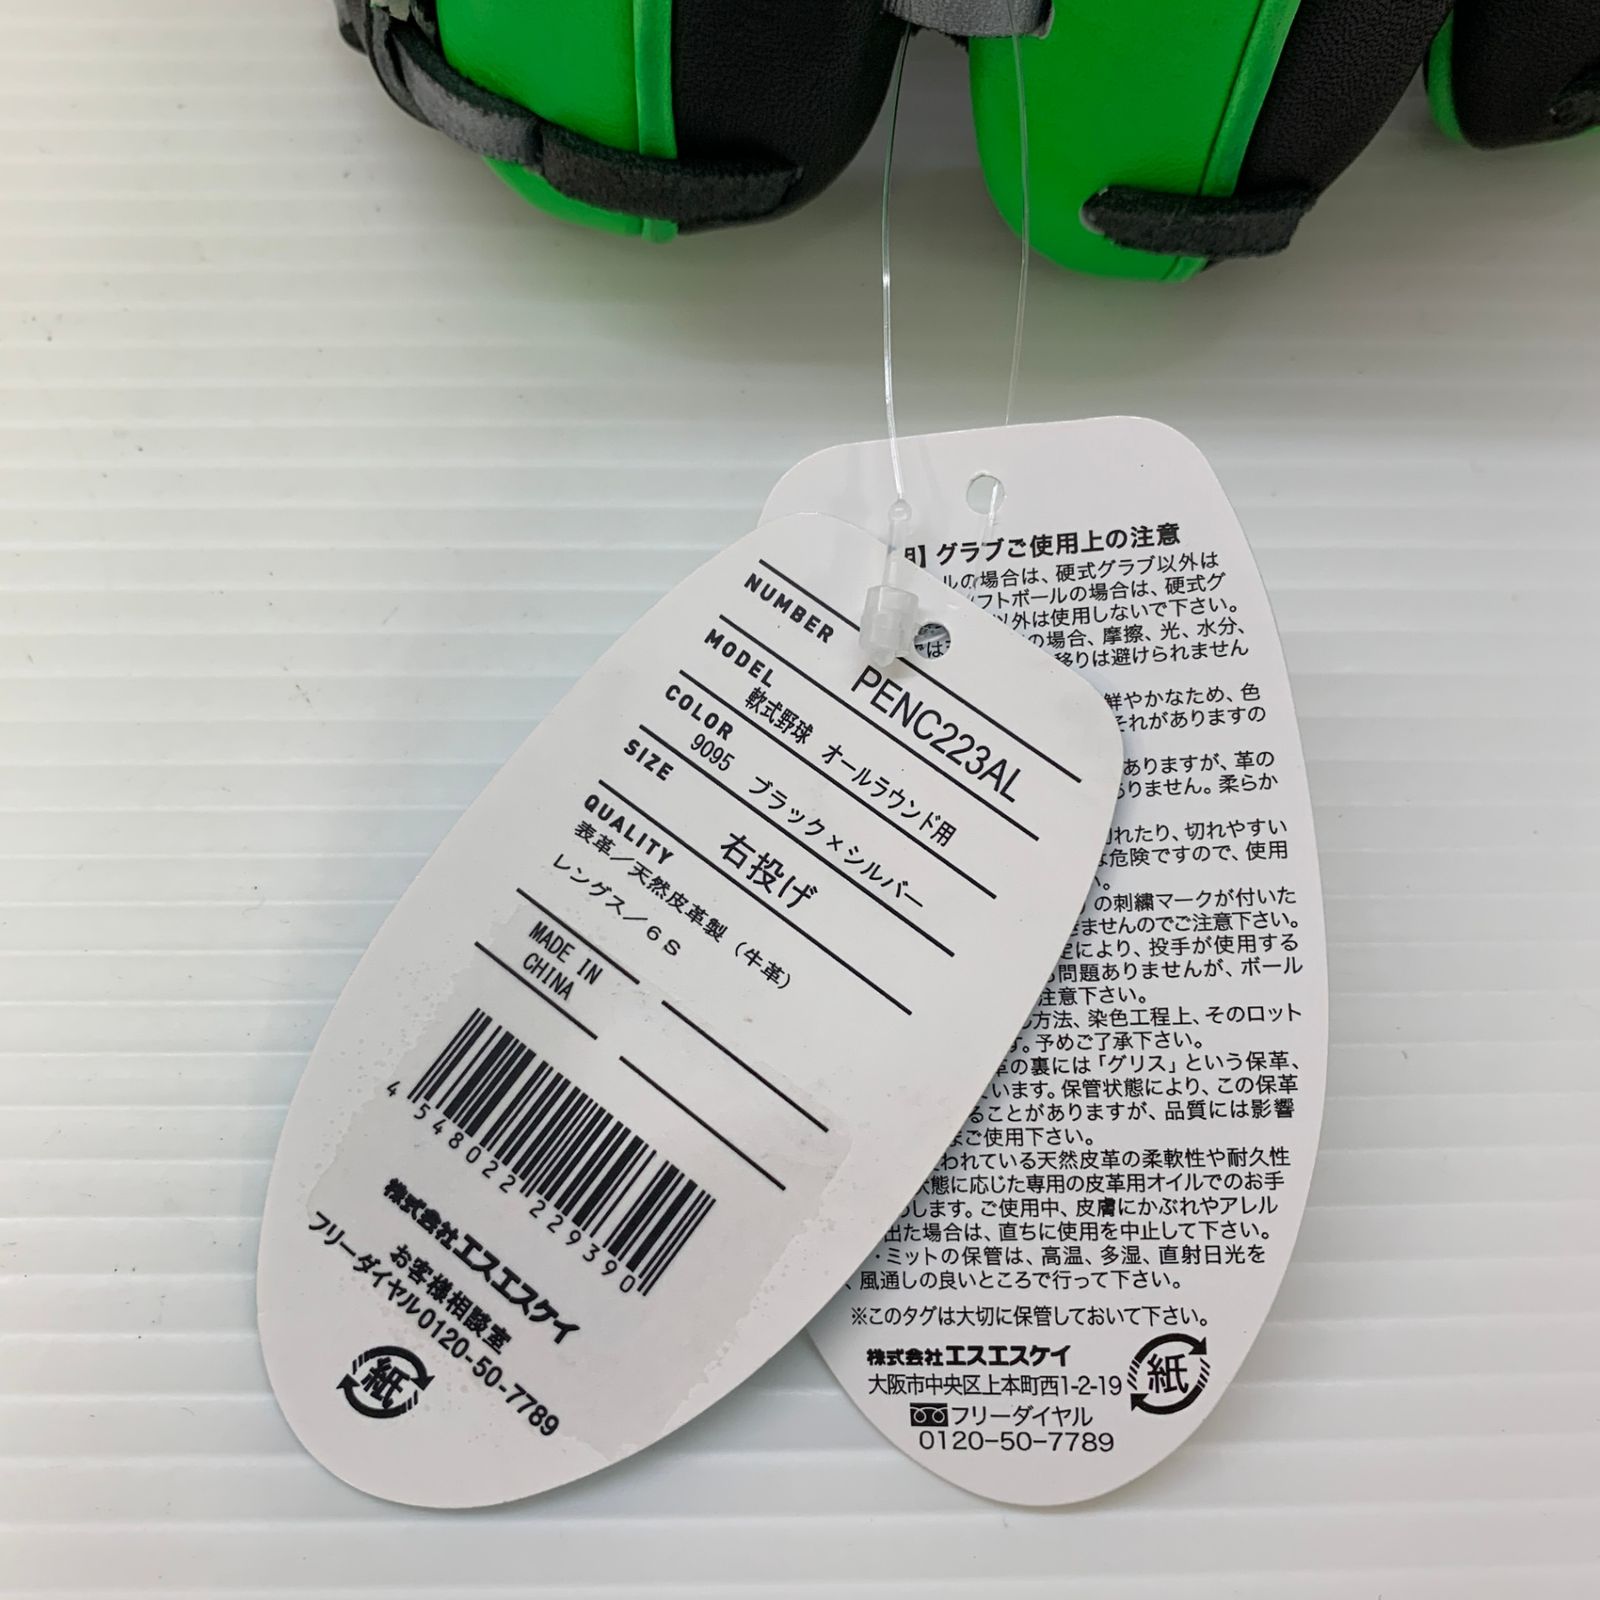 NUMBER
PENC223AL
MODEL
軟式野球 オールラウンド用
COLOR
9095 ブラック×シルバー
SIZE
右投げ
QUALITY
表革／天然皮革製（牛革）
レングス／６Ｓ
MADE IN
CHINA
4 548022 229390
株式会社エスエスケイ
お客様相談室
フリーダイヤル0120-50-7789
紙
用】グラブご使用上の注意
ルの場合は、硬式グラブ以外は
フトボールの場合は、硬式グ
以外は使用しないで下さい。
の場合、摩擦、光、水分、
移りは避けられません
鮮やかなため、色
それがありますの
ありますが、革の
ありません。柔らか
切れたり、切れやすい
危険ですので、使用
の刺繍マークが付いた
きませんのでご注意下さい。
定により、投手が使用する
問題ありませんが、ボール
注意下さい。
方法、染色工程上、そのロット
す。予めご了承下さい。
革の裏には「グリス」という保革、
います。保管状態により、この保革
ることがありますが、品質には影響
まご使用下さい。
われている天然皮革の柔軟性や耐久性
状態に応じた専用の皮革用オイルでのお手
します。ご使用中、皮膚にかぶれやアレル
出た場合は、直ちに使用を中止して下さい。
・ミットの保管は、高温、多湿、直射日光を
、風通しの良いところで行って下さい。
※このタグは大切に保管しておいて下さい。
株式会社エスエスケイ
大阪市中央区上本町西1-2-19
フリーダイヤル
0120-50-7789
紙